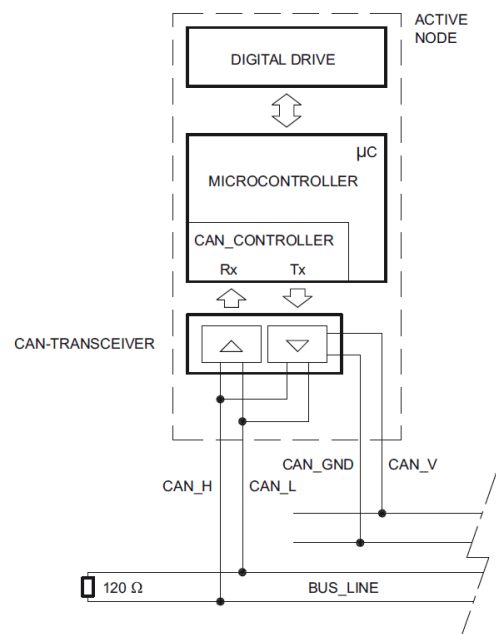 ACTIVE
NODE
DIGITAL DRIVE
µC
MICROCONTROLLER
CAN_CONTROLLER
Rx Tx
CAN-TRANSCEIVER
CAN_GND CAN_V
CAN_H CAN_L
120 Ω BUS_LINE